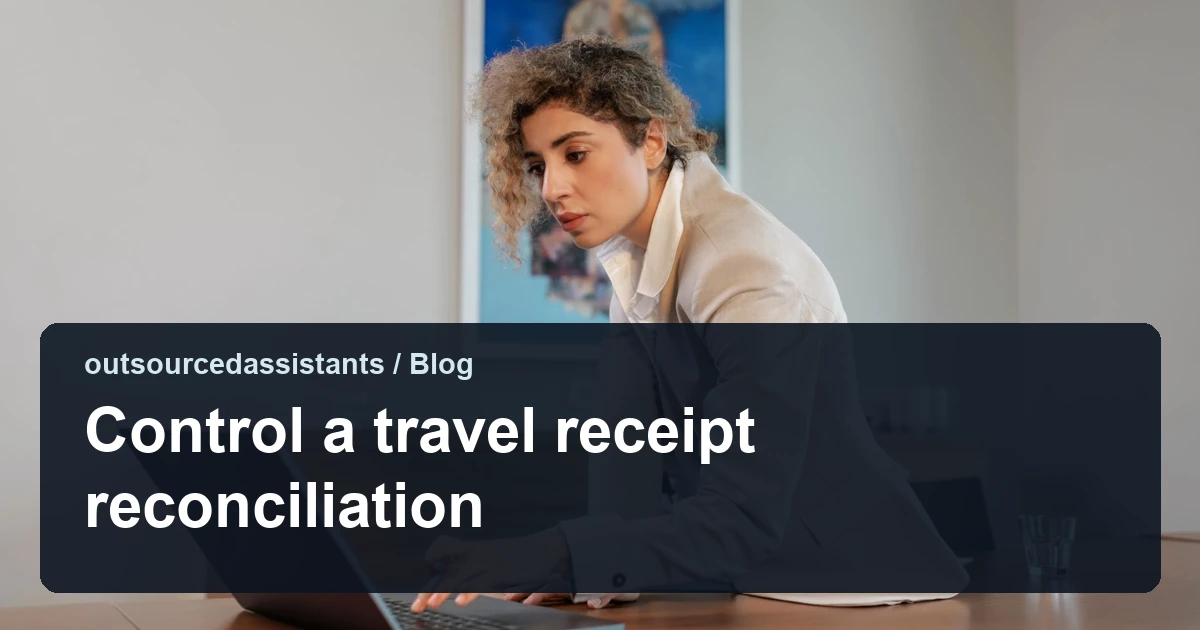 outsourcedassistants / Blog
Control a travel receipt
reconciliation